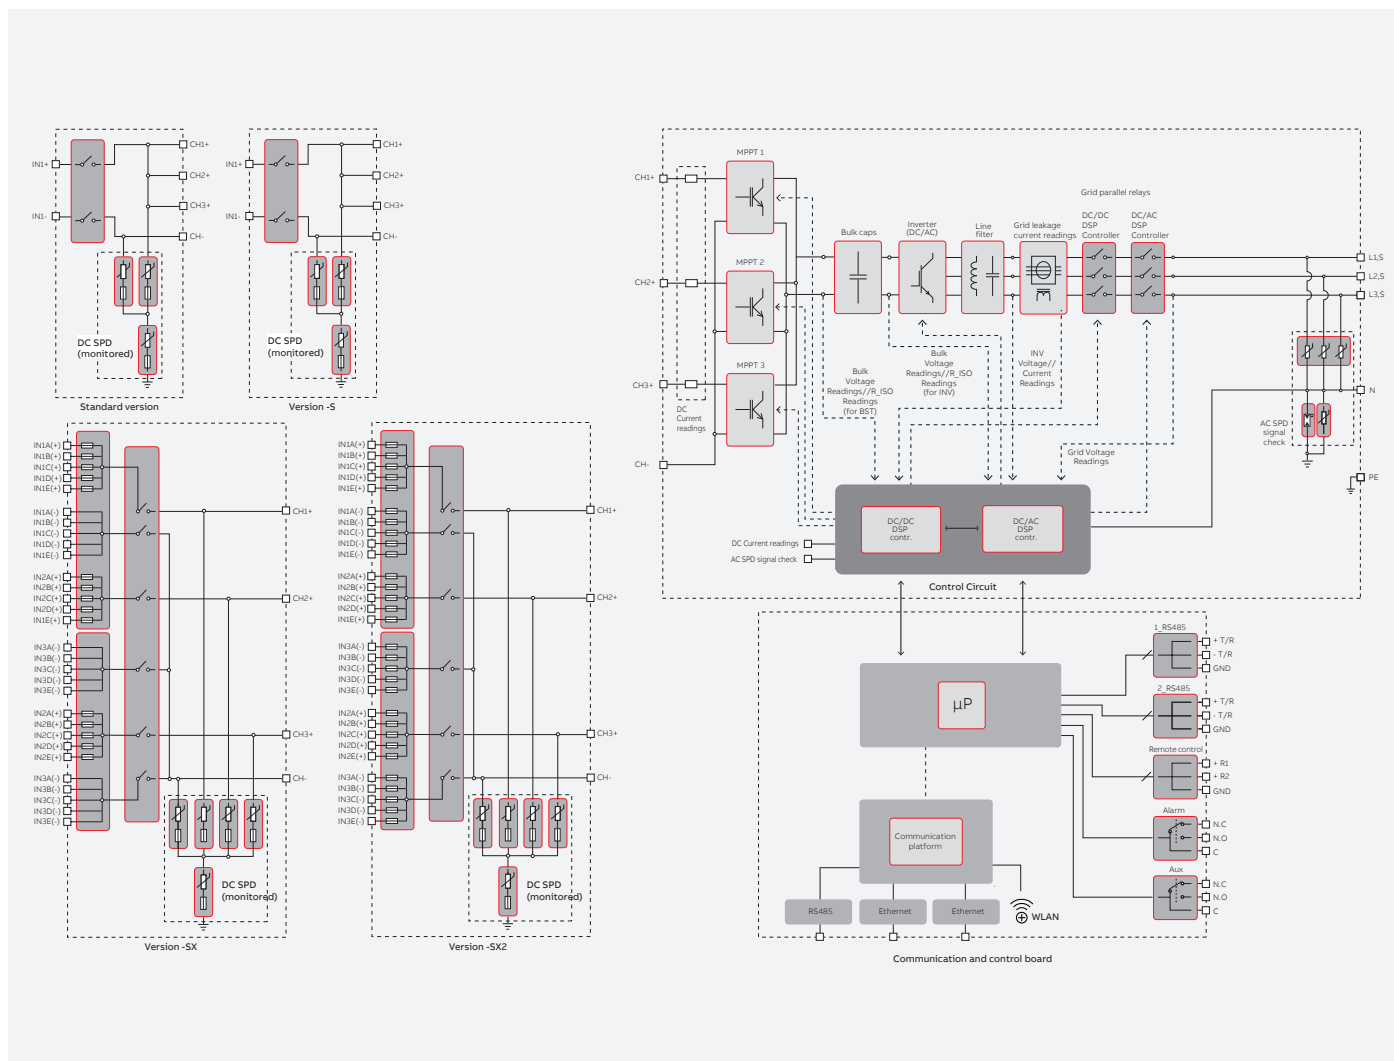 IN1+
IN1-
CH1+
CH2+
CH3+
CH-
DC SPD
(monitored)
Standard version
IN1+
IN1-
CH1+
CH2+
CH3+
CH-
DC SPD
(monitored)
Version -S
IN1A(+)
IN1B(+)
IN1C(+)
IN1D(+)
IN1E(+)
IN1A(-)
IN1B(-)
IN1C(-)
IN1D(-)
IN1E(-)
IN2A(+)
IN2B(+)
IN2C(+)
IN2D(+)
IN1E(+)
IN3A(-)
IN3B(-)
IN3C(-)
IN3D(-)
IN3E(-)
IN2A(+)
IN2B(+)
IN2C(+)
IN2D(+)
IN2E(+)
IN3A(-)
IN3B(-)
IN3C(-)
IN3D(-)
IN3E(-)
CH1+
CH2+
CH3+
CH-
DC SPD
(monitored)
Version -SX
IN1A(+)
IN1B(+)
IN1C(+)
IN1D(+)
IN1E(+)
IN1A(-)
IN1B(-)
IN1C(-)
IN1D(-)
IN1E(-)
IN2A(+)
IN2B(+)
IN2C(+)
IN2D(+)
IN1E(+)
IN3A(-)
IN3B(-)
IN3C(-)
IN3D(-)
IN3E(-)
IN2A(+)
IN2B(+)
IN2C(+)
IN2D(+)
IN2E(+)
IN3A(-)
IN3B(-)
IN3C(-)
IN3D(-)
IN3E(-)
CH1+
CH2+
CH3+
CH-
DC SPD
(monitored)
Version -SX2
CH1+
CH2+
CH3+
CH-
DC
Current
readings
MPPT 1
MPPT 2
MPPT 3
Bulk caps
Inverter
(DC/AC)
Line
filter
Grid leakage
current readings
Grid parallel relays
DC/DC
DSP
Controller
DC/AC
DSP
Controller
L1,S
L2,S
L3,S
N
PE
AC SPD
signal
check
Bulk
Voltage
Readings//R_ISO
Readings
(for BST)
Bulk
Voltage
Readings//R_ISO
Readings
(for INV)
INV
Voltage//
Current
Readings
Grid Voltage
Readings
DC/DC
DSP
contr.
DC/AC
DSP
contr.
DC Current readings
AC SPD signal check
Control Circuit
µP
Communication
platform
RS485
Ethernet
Ethernet
WLAN
1_RS485
+ T/R
- T/R
GND
2_RS485
+ T/R
- T/R
GND
Remote control
+ R1
+ R2
GND
Alarm
N.C
N.O
C
Aux
N.C
N.O
C
Communication and control board